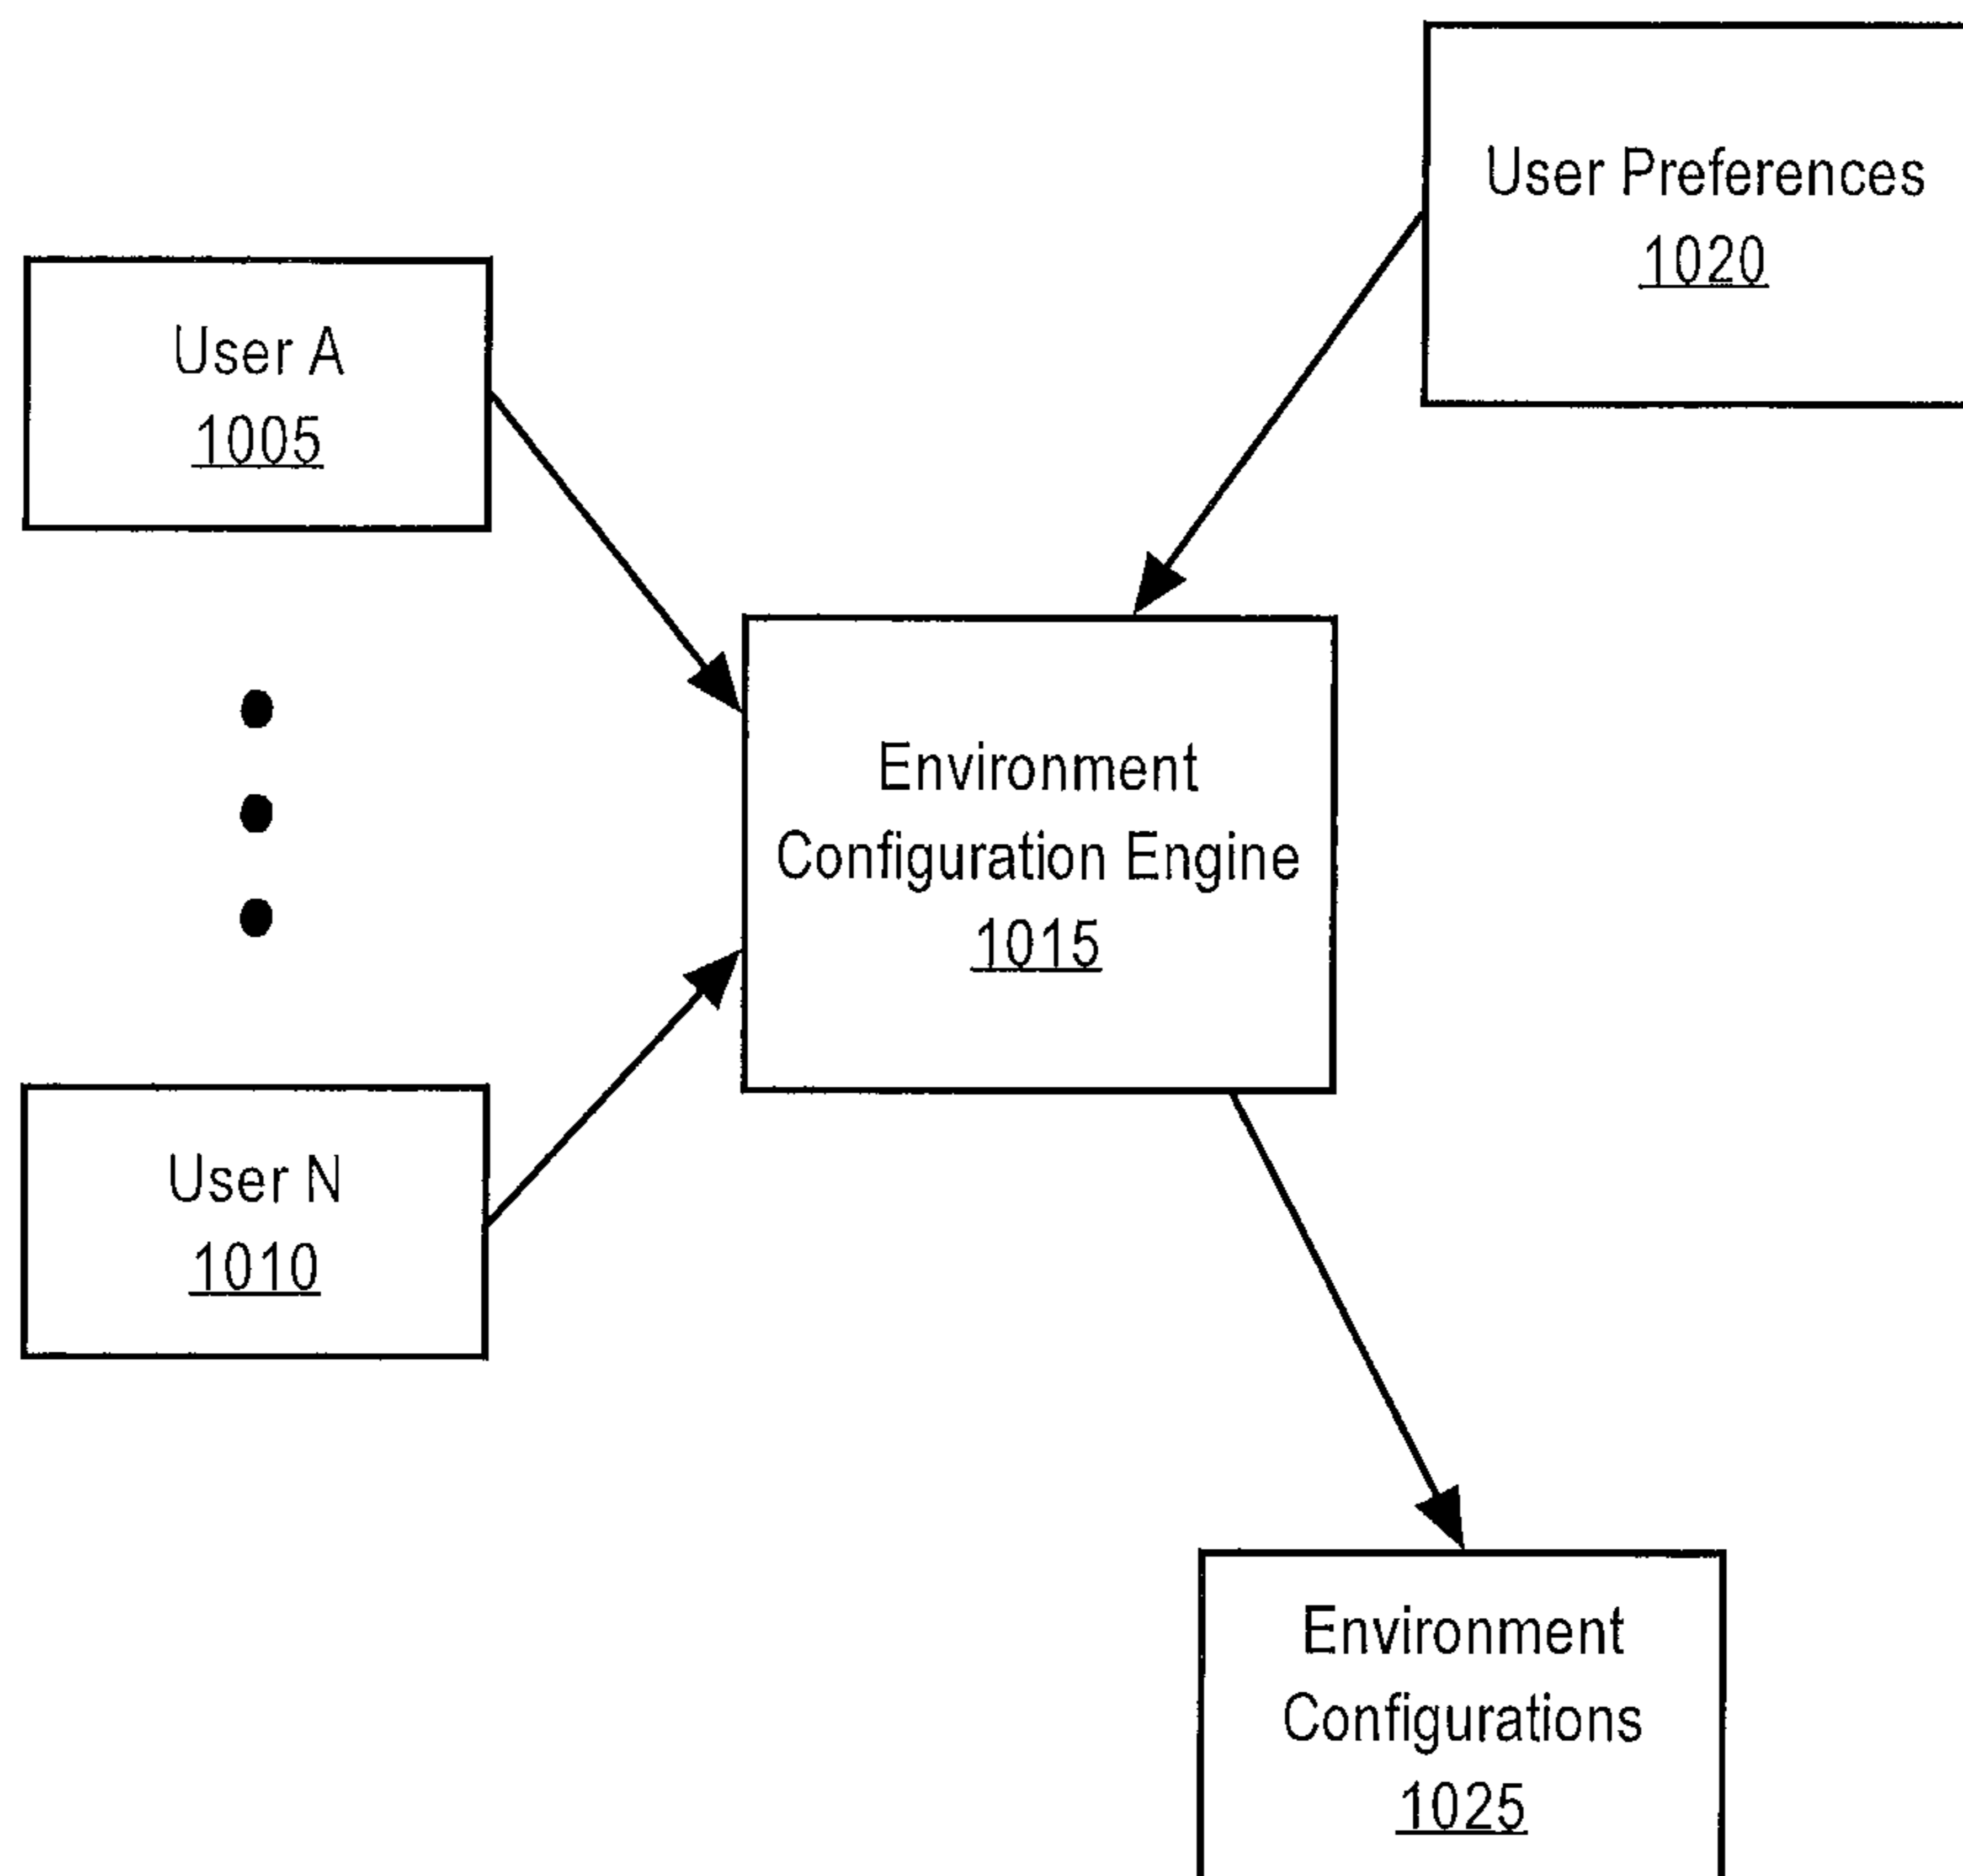 User Preferences
1020
User A
1005
Environment
Configuration Engine
1015
User N
1010
Environment
Configurations
1025